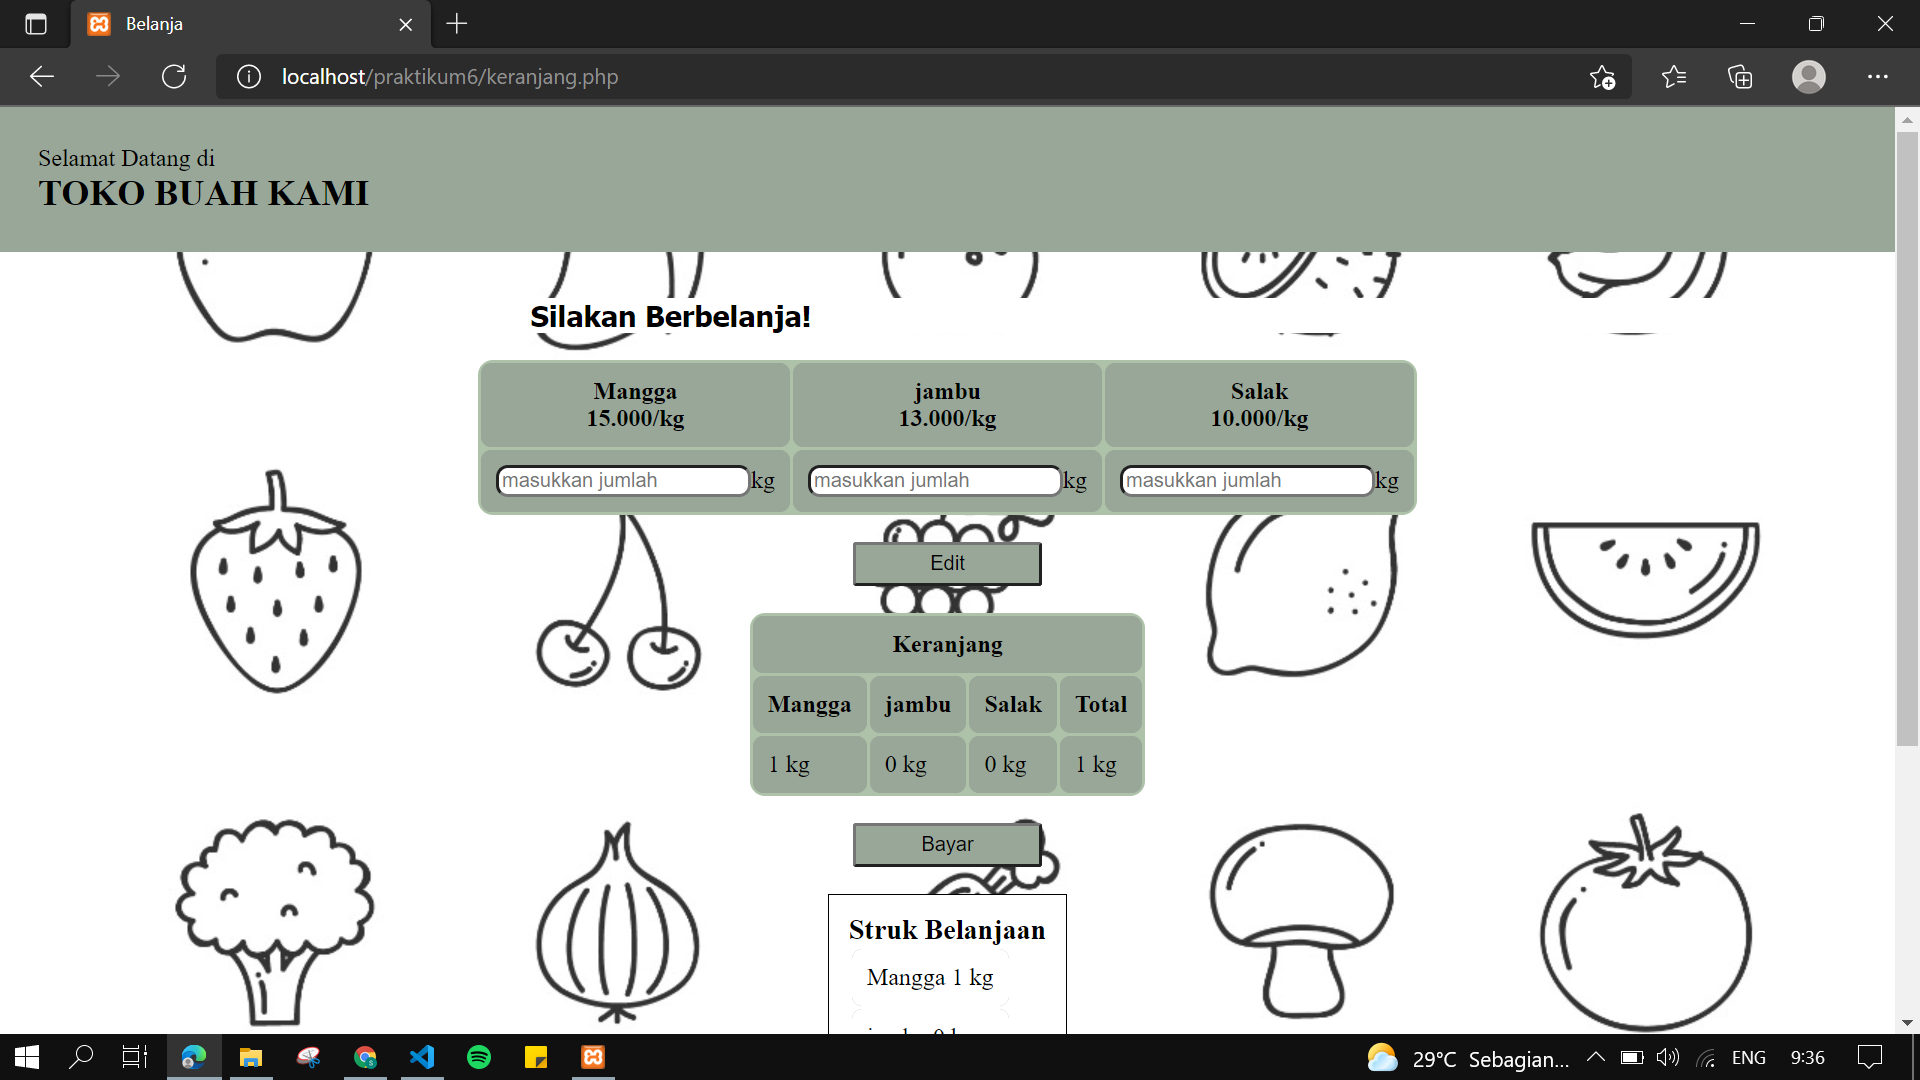 Belanja
localhost/praktikum6/keranjang.php
Selamat Datang di
TOKO BUAH KAMI
Silakan Berbelanja!
Mangga
15.000/kg
jambu
13.000/kg
Salak
10.000/kg
masukkan jumlah kg
masukkan jumlah kg
masukkan jumlah kg
Edit
Keranjang
Mangga jambu Salak Total
1 kg 0 kg 0 kg 1 kg
Bayar
Struk Belanjaan
Mangga 1 kg
29°C Sebagian... ENG 9:36